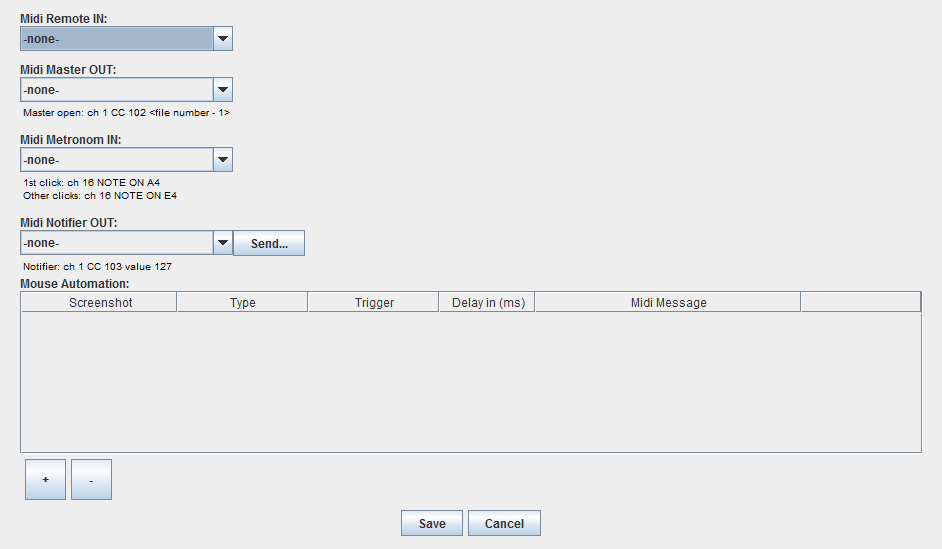 Midi Remote IN:
-none-
Midi Master OUT:
-none-
Master open: ch 1 CC 102 <file number - 1>
Midi Metronom IN:
-none-
1st click: ch 16 NOTE ON A4
Other clicks: ch 16 NOTE ON E4
Midi Notifier OUT:
-none- Send...
Notifier: ch 1 CC 103 value 127
Mouse Automation:
Screenshot Type Trigger Delay in (ms) Midi Message
+ -
Save Cancel